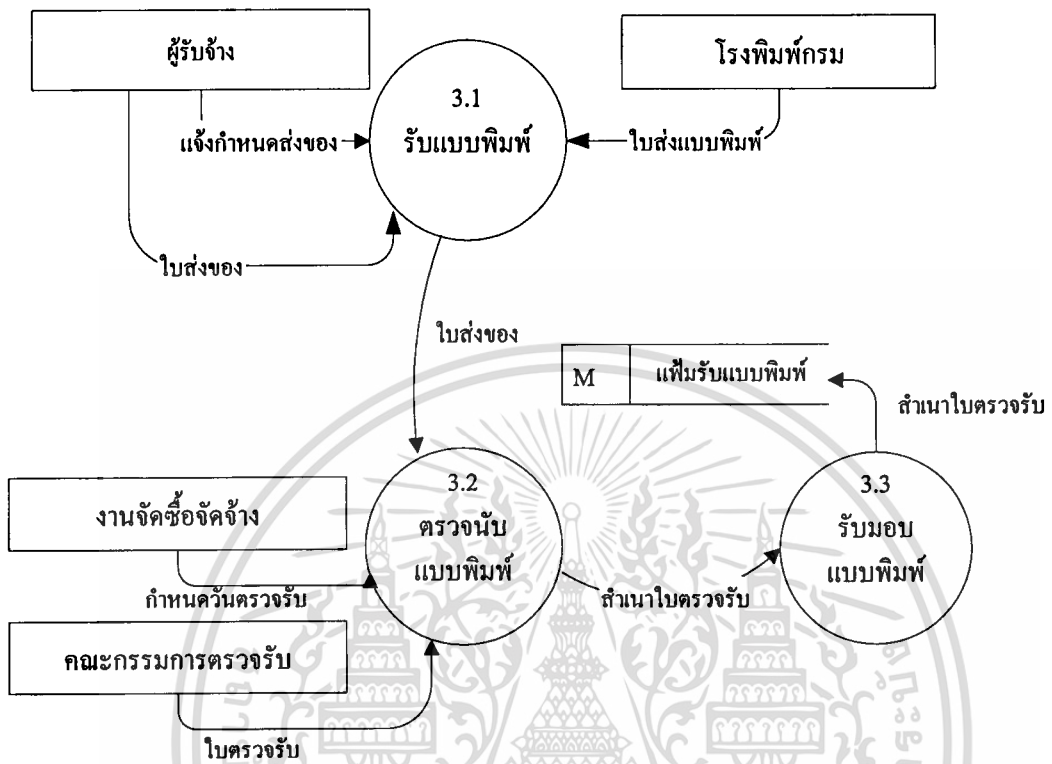 ผู้รับจ้าง
โรงพิมพ์กรม
3.1
รับแบบพิมพ์
แจ้งกำหนดส่งของ
ใบส่งแบบพิมพ์
ใบส่งของ
ใบส่งของ
M
แฟ้มรับแบบพิมพ์
สำเนาใบตรวจรับ
3.2
ตรวจนับ
แบบพิมพ์
3.3
รับมอบ
แบบพิมพ์
งานจัดซื้อจัดจ้าง
กำหนดวันตรวจรับ
สำเนาใบตรวจรับ
คณะกรรมการตรวจรับ
ใบตรวจรับ